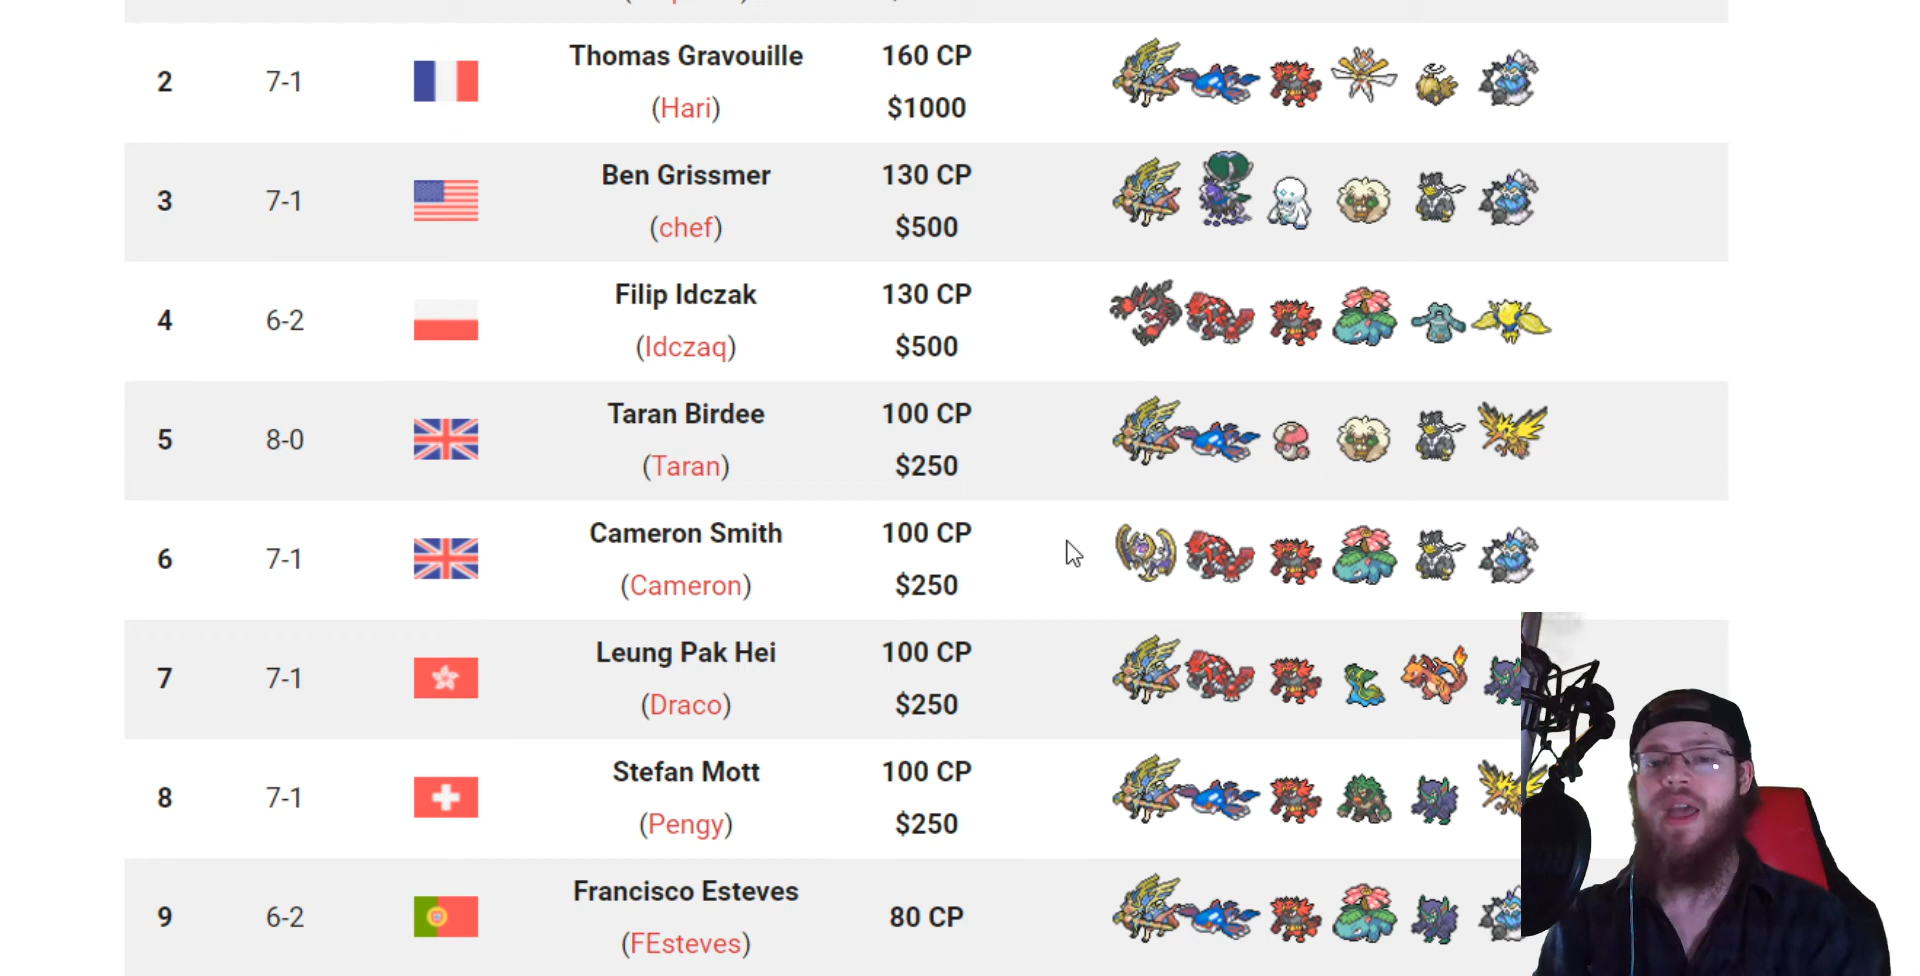 2 7-1 Thomas Gravouille 160 CP
(Hari) $1000
3 7-1 Ben Grissmer 130 CP
(chef) $500
4 6-2 Filip Idczak 130 CP
(Idczaq) $500
5 8-0 Taran Birdee 100 CP
(Taran) $250
6 7-1 Cameron Smith 100 CP
(Cameron) $250
7 7-1 Leung Pak Hei 100 CP
(Draco) $250
8 7-1 Stefan Mott 100 CP
(Pengy) $250
9 6-2 Francisco Esteves 80 CP
(FEsteves)